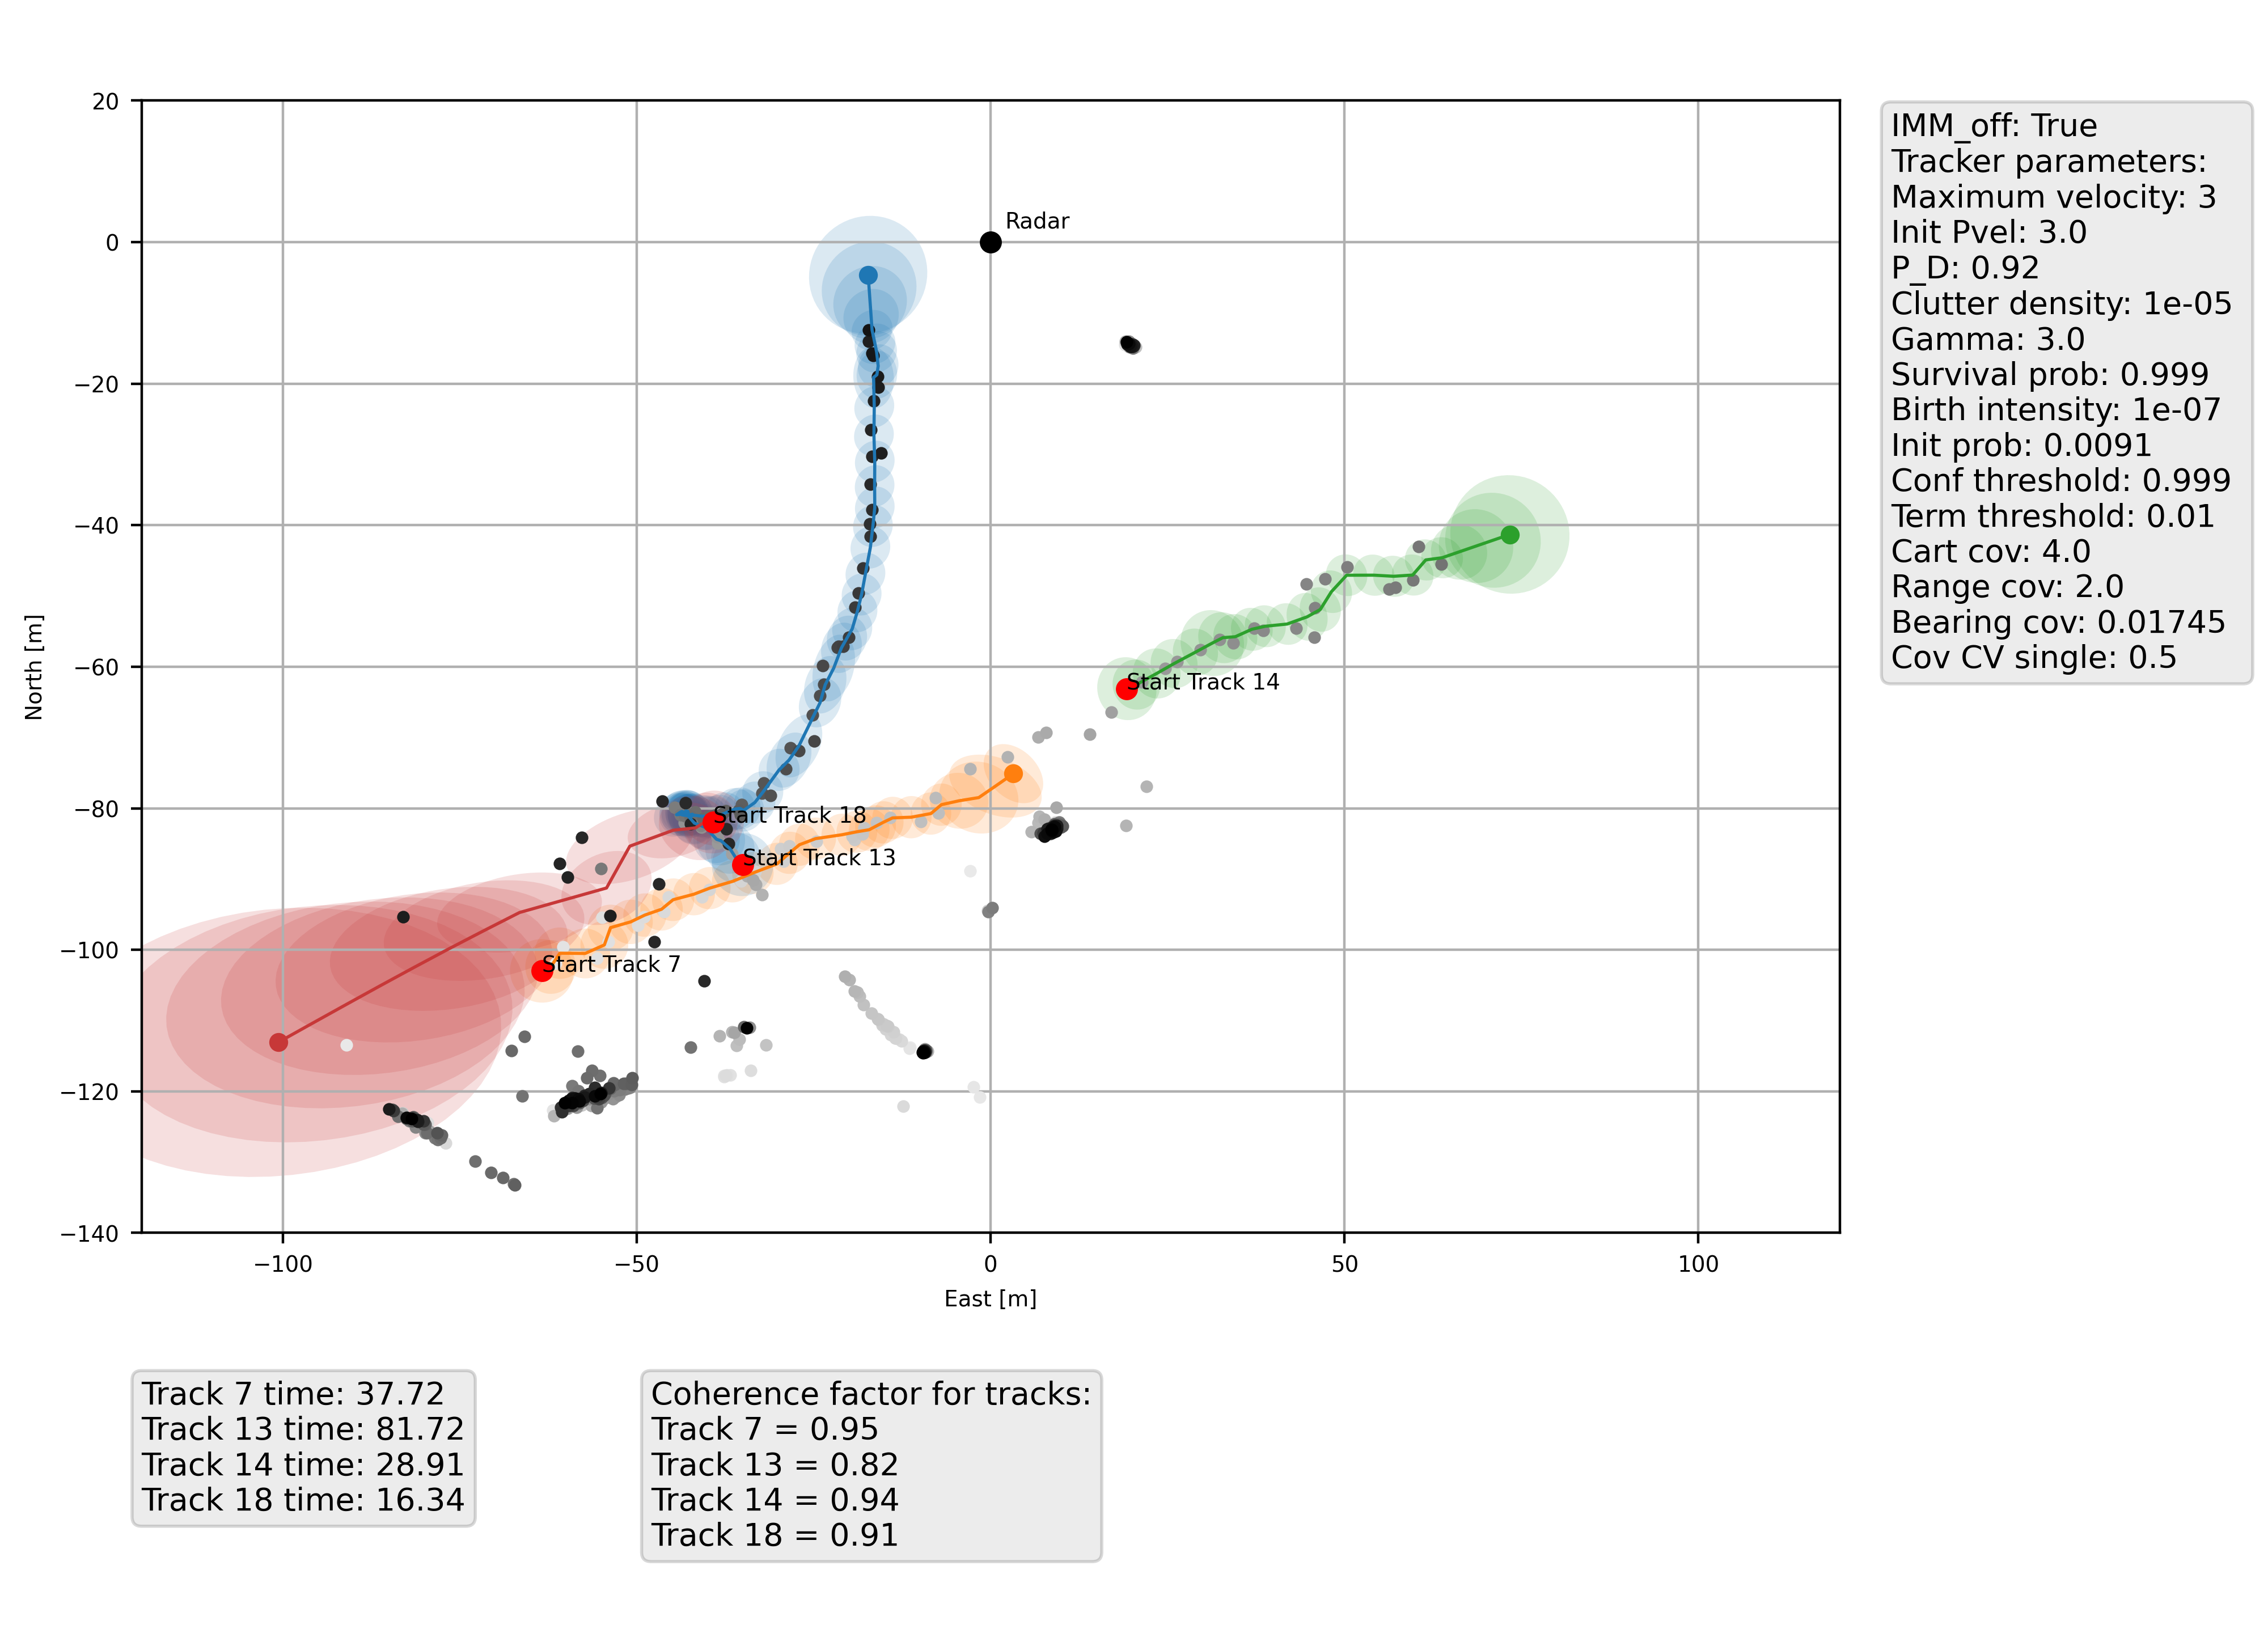 20
0
−20
−40
−60
−80
−100
−120
−140
−100
−50
0
50
100
North [m]
East [m]
Radar
Start Track 14
Start Track 18
Start Track 13
Start Track 7
IMM_off: True
Tracker parameters:
Maximum velocity: 3
Init Pvel: 3.0
P_D: 0.92
Clutter density: 1e-05
Gamma: 3.0
Survival prob: 0.999
Birth intensity: 1e-07
Init prob: 0.0091
Conf threshold: 0.999
Term threshold: 0.01
Cart cov: 4.0
Range cov: 2.0
Bearing cov: 0.01745
Cov CV single: 0.5
Track 7 time: 37.72
Track 13 time: 81.72
Track 14 time: 28.91
Track 18 time: 16.34
Coherence factor for tracks:
Track 7 = 0.95
Track 13 = 0.82
Track 14 = 0.94
Track 18 = 0.91